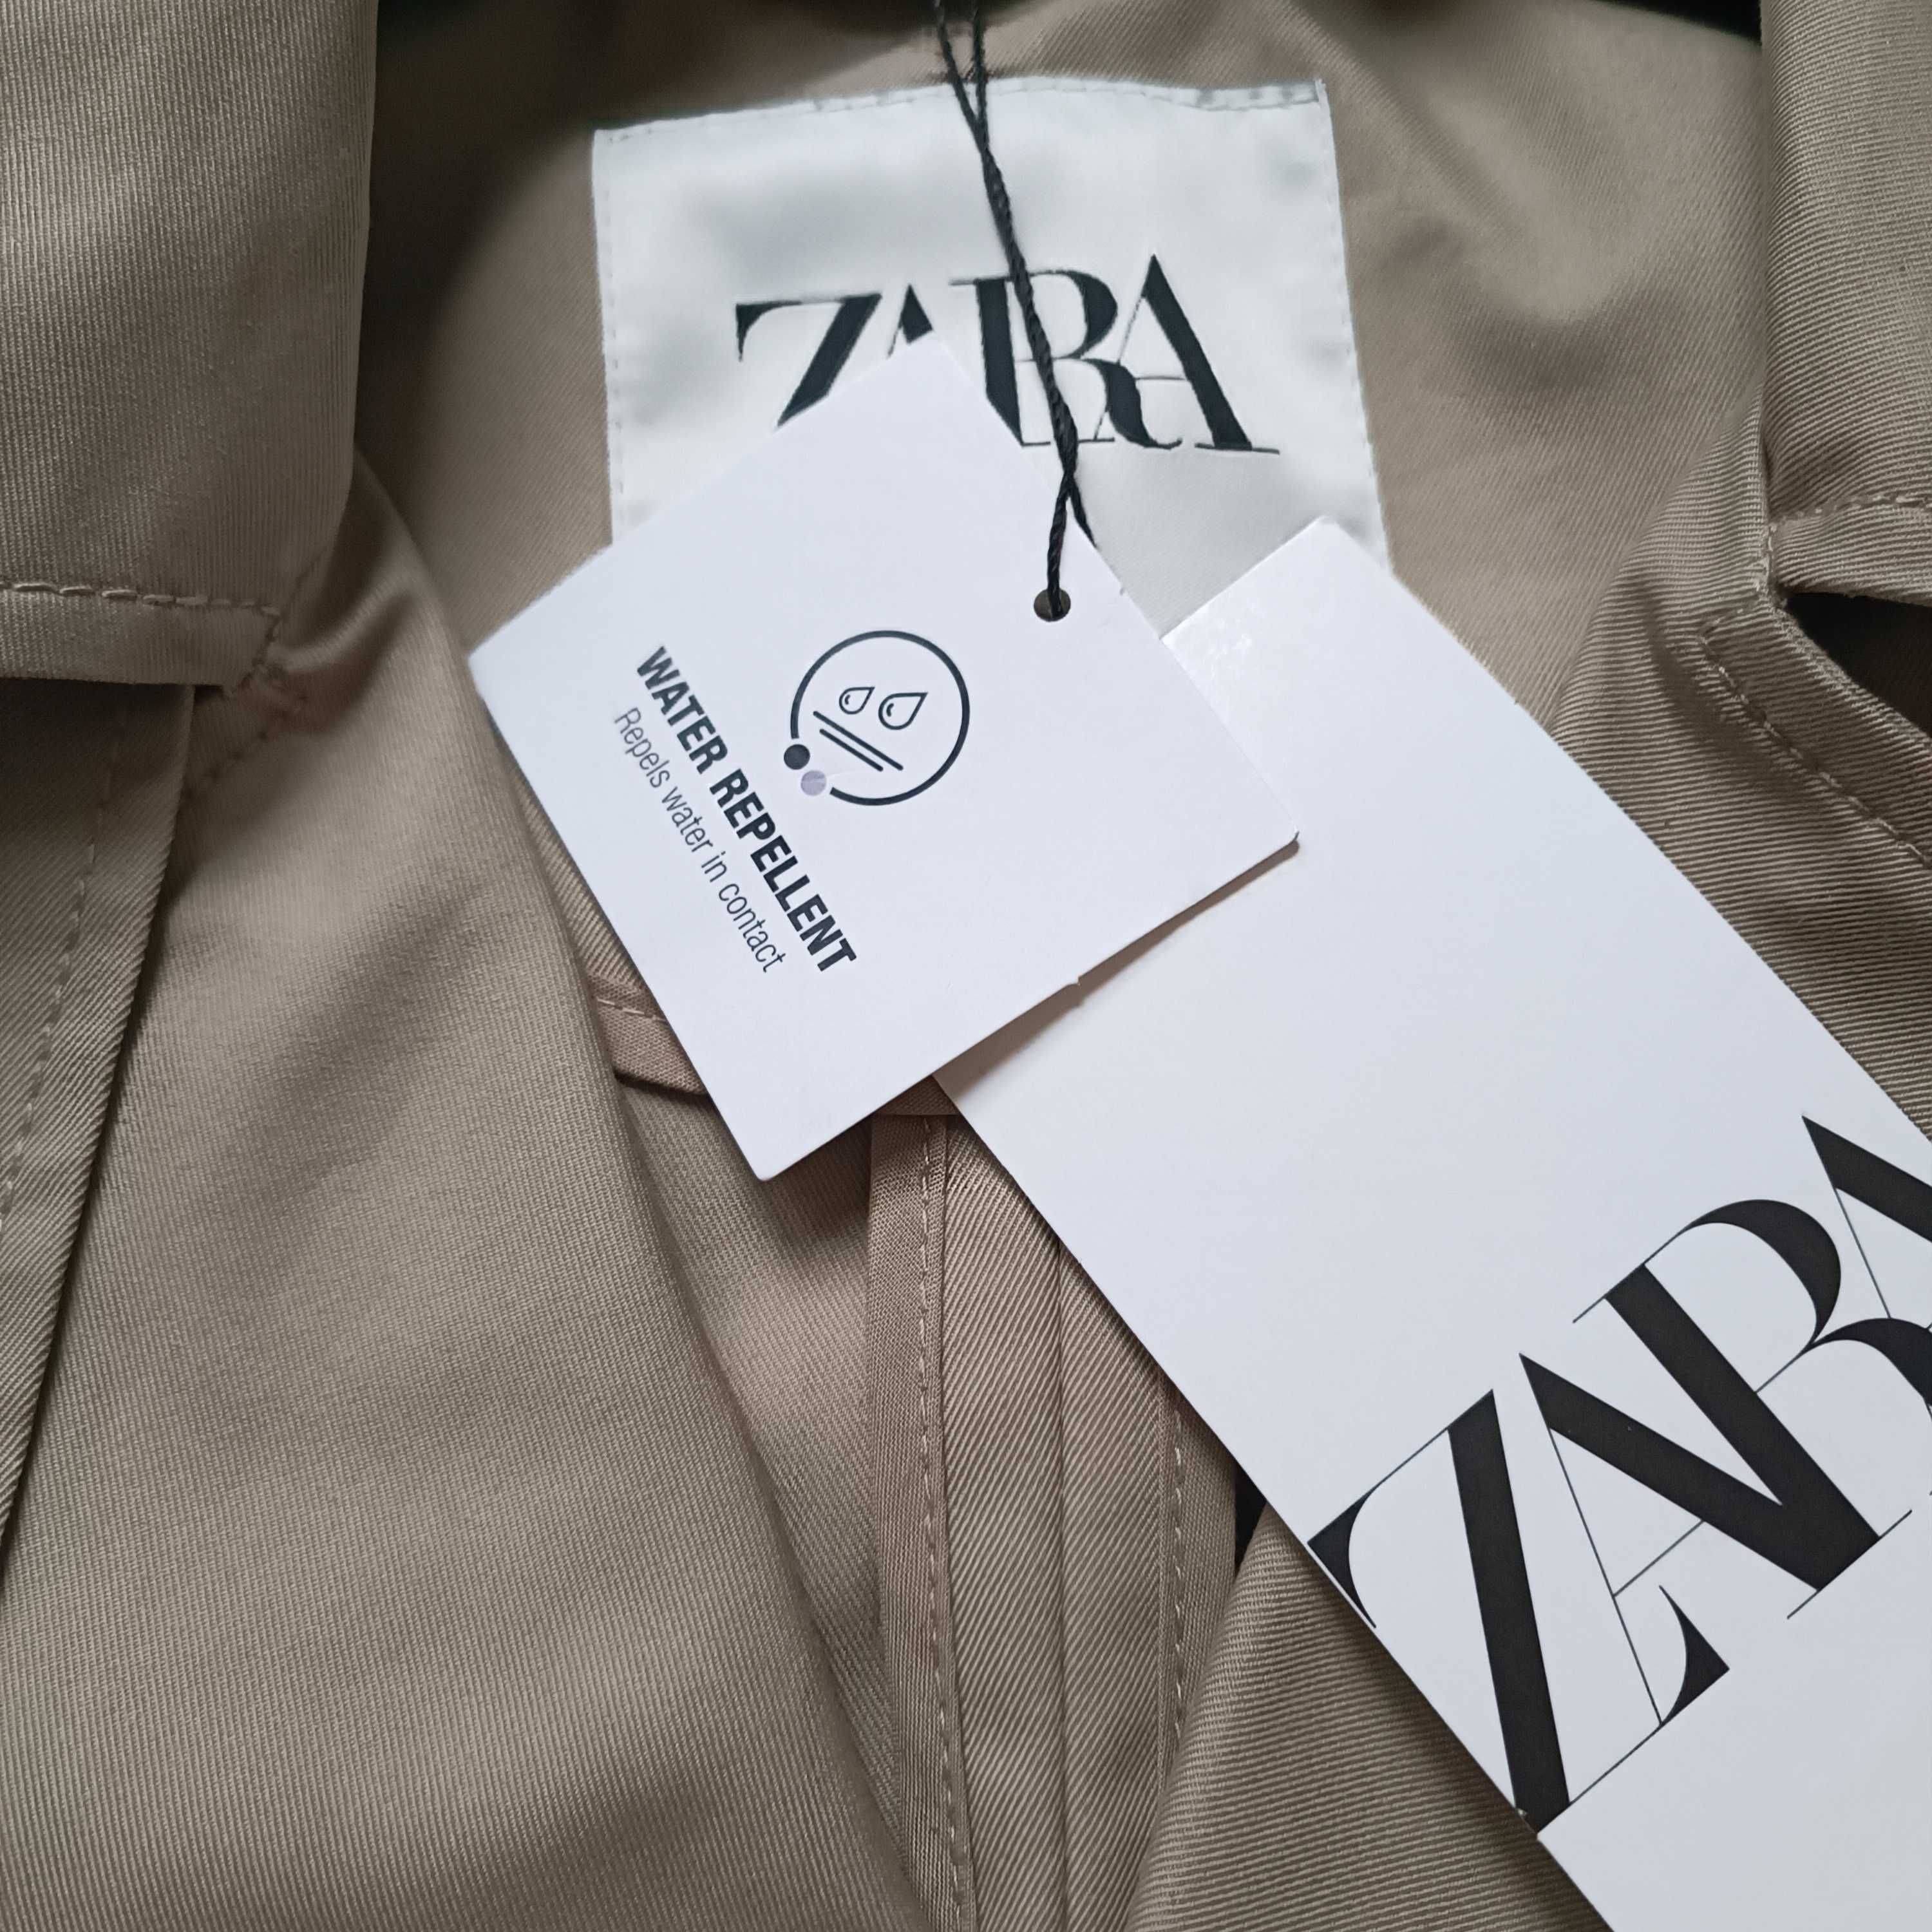 ZARA
WATER REPELLENT
Repels water in contact
ZARA